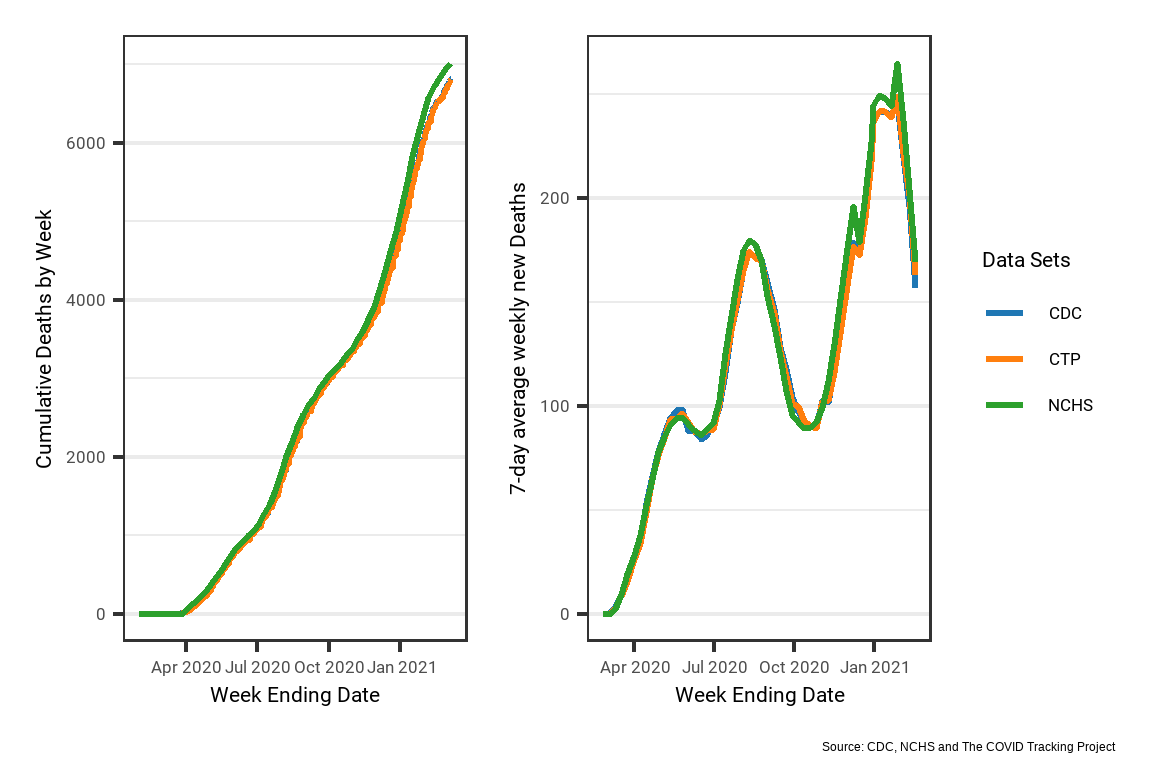 Cumulative Deaths by Week
6000
4000
2000
0
Apr 2020 Jul 2020 Oct 2020 Jan 2021
Week Ending Date
7-day average weekly new Deaths
200
100
0
Apr 2020 Jul 2020 Oct 2020 Jan 2021
Week Ending Date
Data Sets
CDC
CTP
NCHS
Source: CDC, NCHS and The COVID Tracking Project